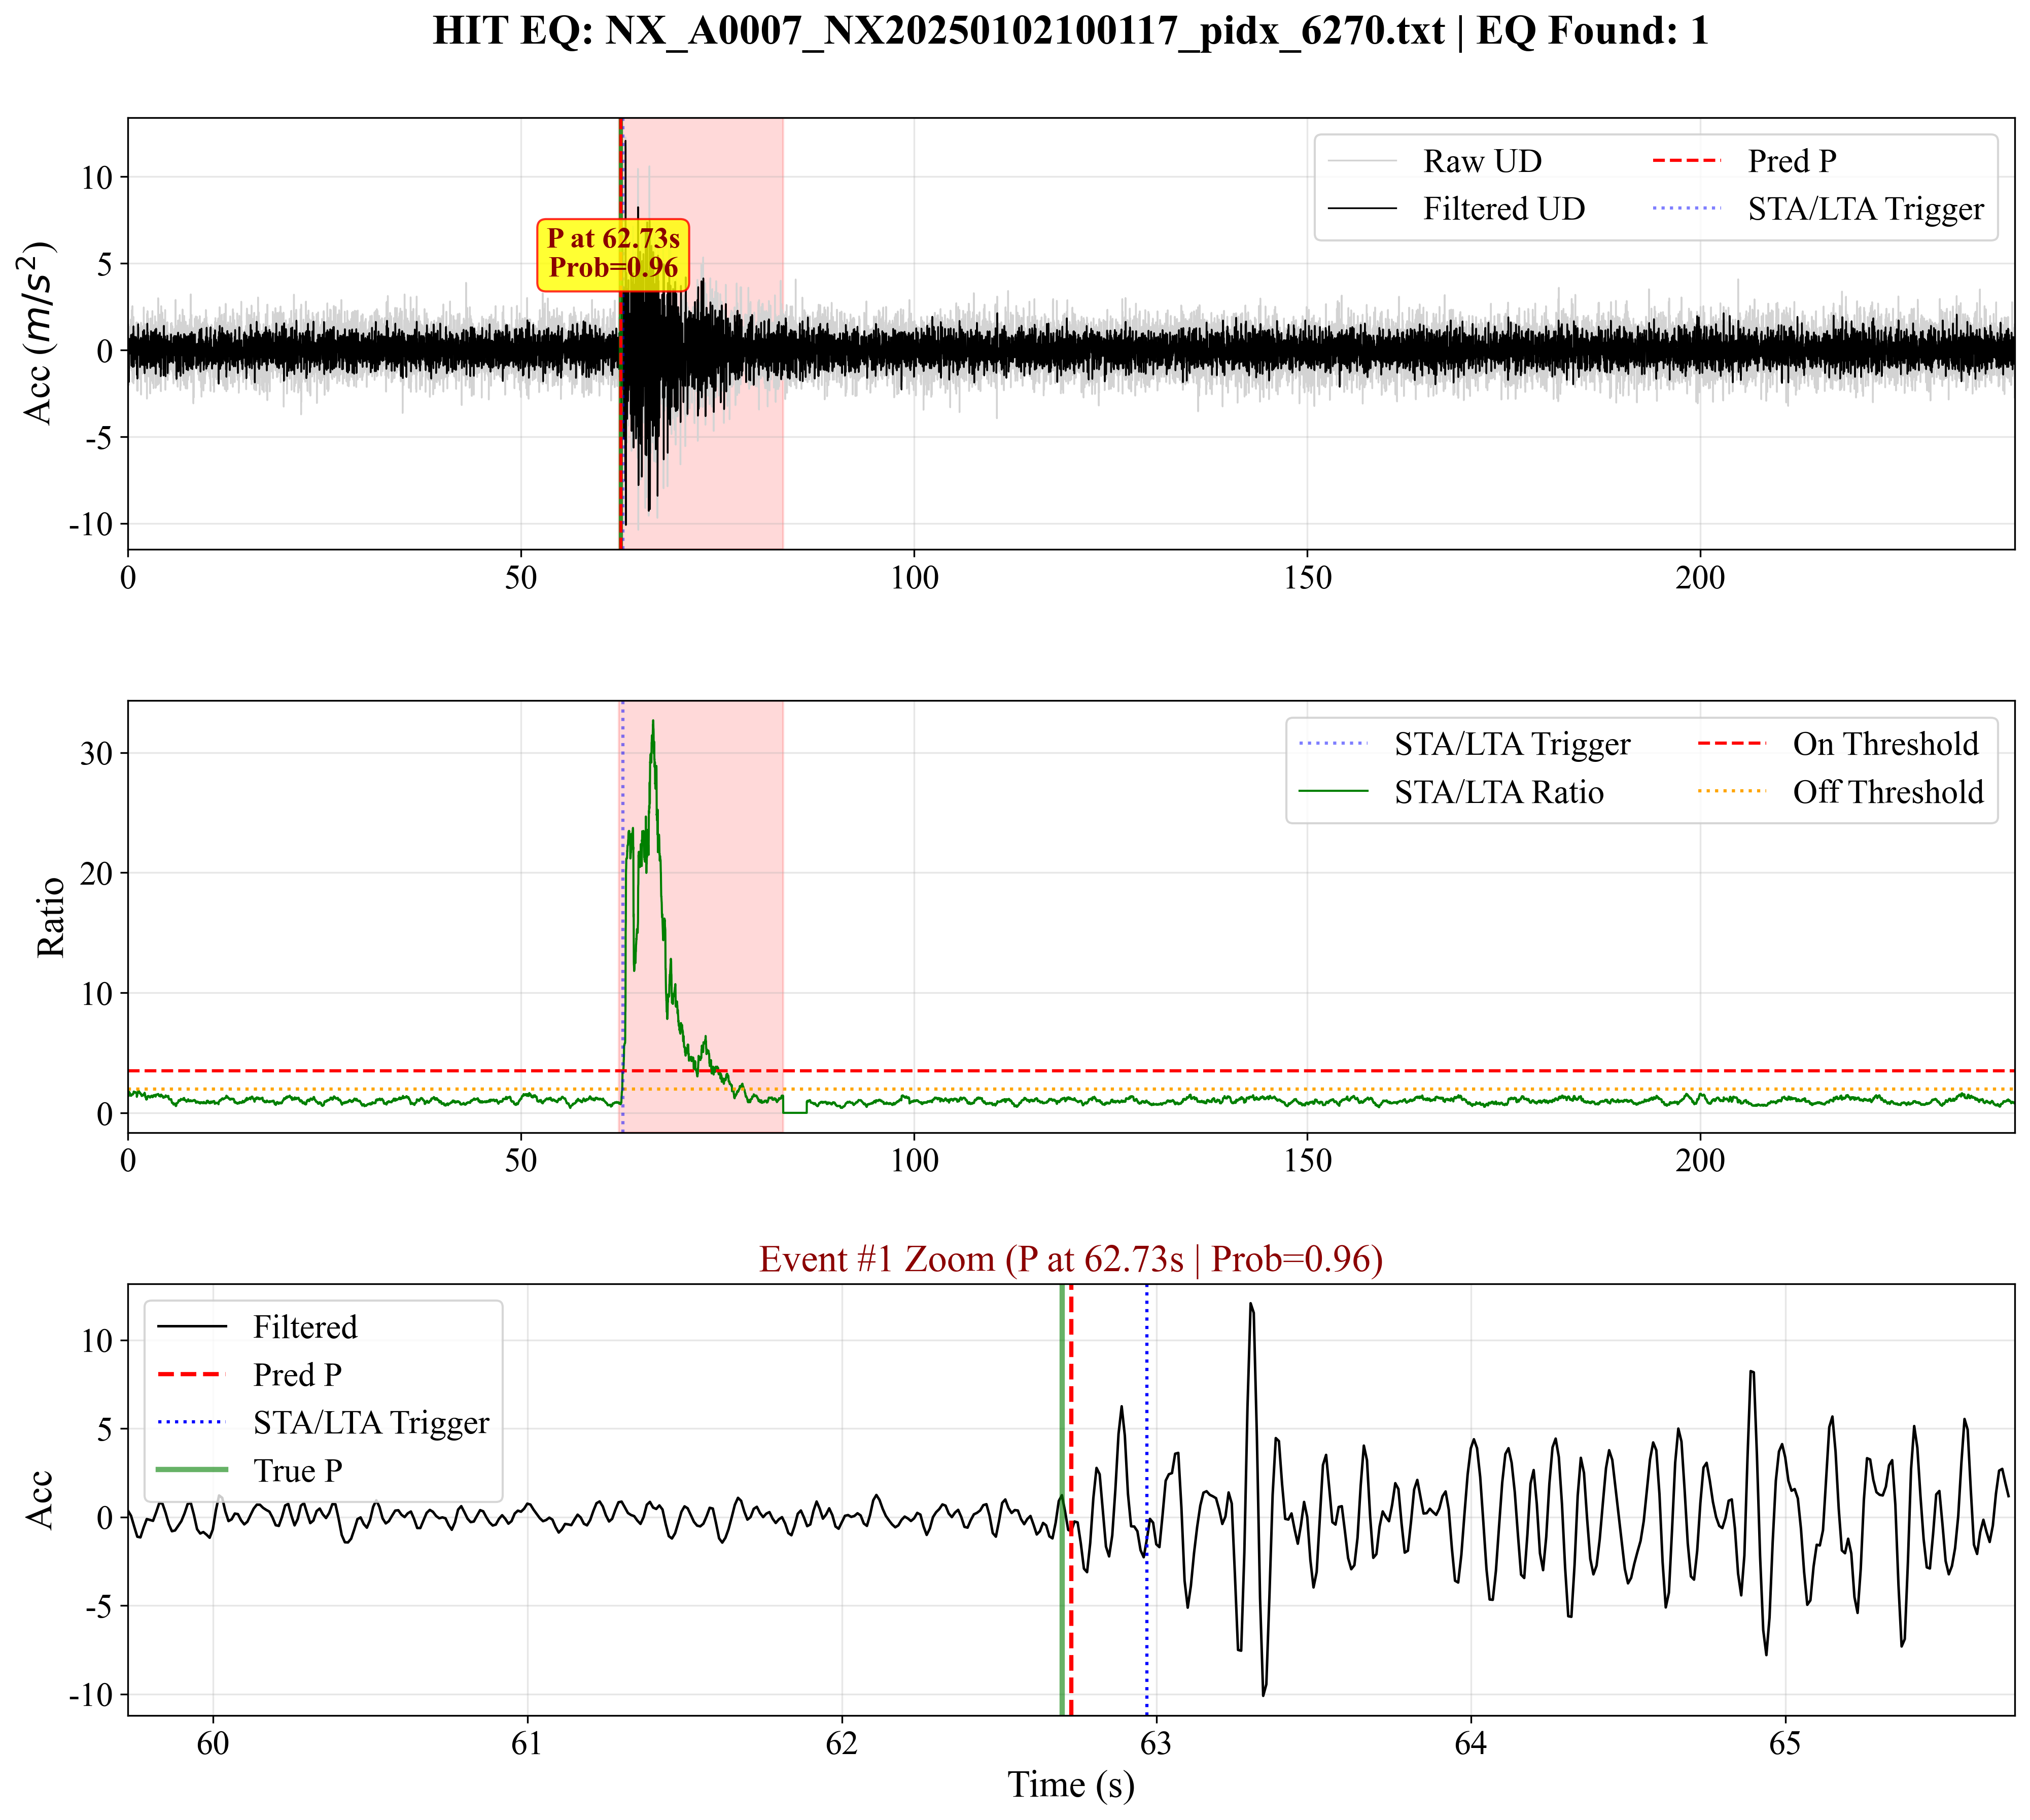 HIT EQ: NX_A0007_NX20250102100117_pidx_6270.txt | EQ Found: 1
Acc (m/s²)
10
5
0
-5
-10
Raw UD
Filtered UD
Pred P
STA/LTA Trigger
P at 62.73s
Prob=0.96
0 50 100 150 200
Ratio
30
20
10
0
STA/LTA Trigger
STA/LTA Ratio
On Threshold
Off Threshold
0 50 100 150 200
Event #1 Zoom (P at 62.73s | Prob=0.96)
Acc
10
5
0
-5
-10
Filtered
Pred P
STA/LTA Trigger
True P
60 61 62 63 64 65
Time (s)